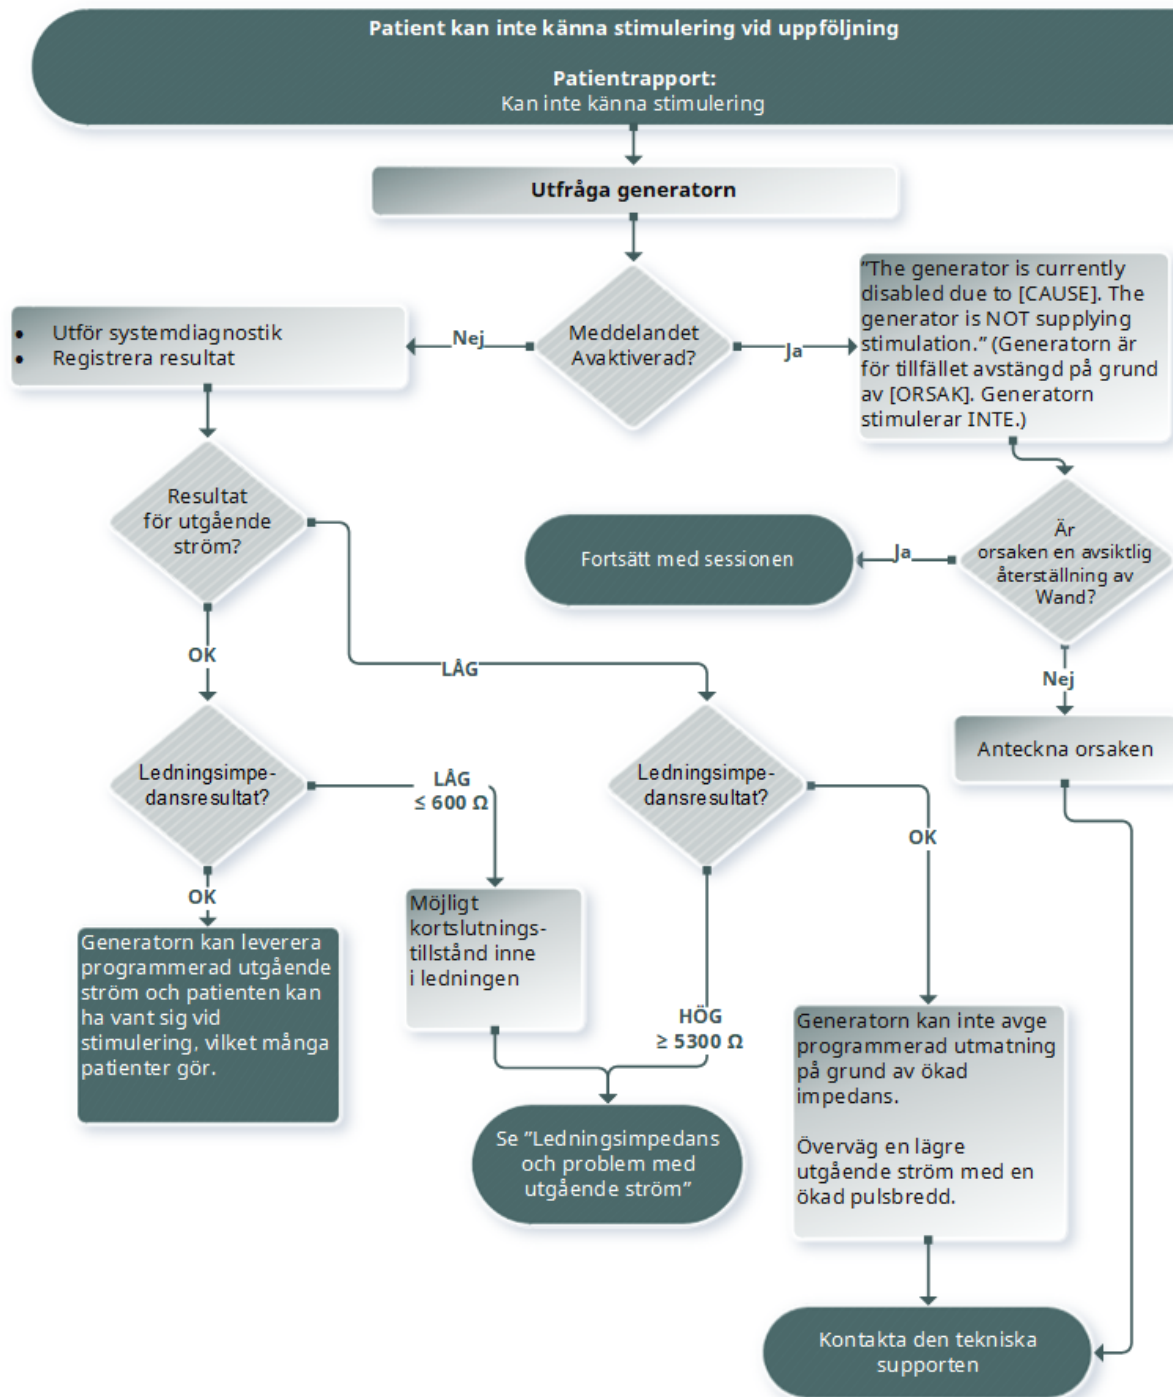 Patient kan inte känna stimulering vid uppföljning
Patientrapport:
Kan inte känna stimulering
Utfråga generatorn
Meddelandet
Avaktiverad?
Nej
Ja
• Utför systemdiagnostik
• Registrera resultat
"The generator is currently
disabled due to [CAUSE]. The
generator is NOT supplying
stimulation." (Generatorn är
för tillfället avstängd på grund
av [ORSAK]. Generatorn
stimulerar INTE.)
Resultat
för utgående
ström?
Är
orsaken en avsiktlig
återställning av
Wand?
Ja
Fortsätt med sessionen
OK
LÅG
Nej
Anteckna orsaken
Ledningsimpe-
dansresultat?
LÅG
≤ 600 Ω
Ledningsimpe-
dansresultat?
OK
OK
Generatorn kan leverera
programmerad utgående
ström och patienten kan
ha vant sig vid
stimulering, vilket många
patienter gör.
Möjligt
kortslutnings-
tillstånd inne
i ledningen
HÖG
≥ 5300 Ω
Generatorn kan inte avge
programmerad utmatning
på grund av ökad
impedans.
Överväg en lägre
utgående ström med en
ökad pulsbredd.
Se ”Ledningsimpedans
och problem med
utgående ström”
Kontakta den tekniska
supporten